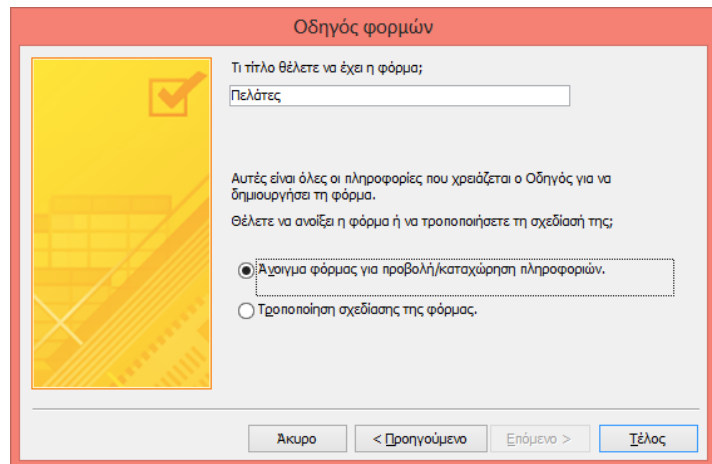 Οδηγός φορμών
Τι τίτλο θέλετε να έχει η φόρμα;
Πελάτες
Αυτές είναι όλες οι πληροφορίες που χρειάζεται ο Οδηγός για να
δημιουργήσει τη φόρμα.
Θέλετε να ανοίξει η φόρμα ή να τροποποιήσετε τη σχεδίασή της;
Άνοιγμα φόρμας για προβολή/καταχώρηση πληροφοριών.
Τροποποίηση σχεδίασης της φόρμας.
Άκυρο
< Προηγούμενο
Επόμενο >
Τέλος